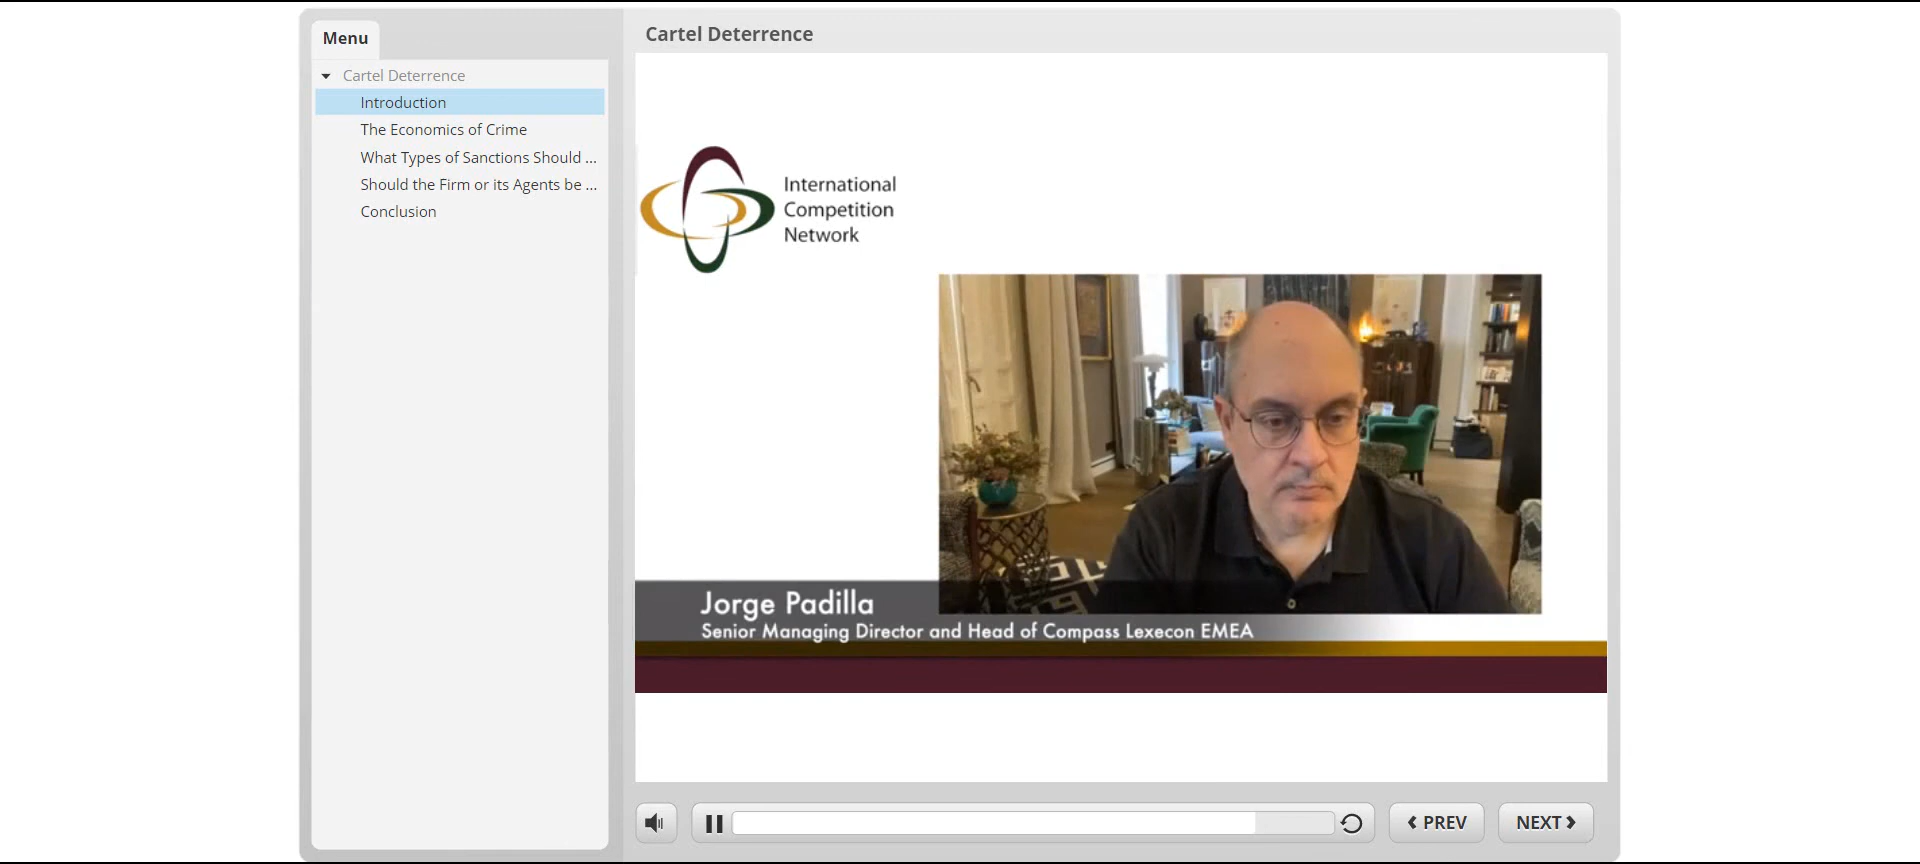 Menu
Cartel Deterrence
Introduction
The Economics of Crime
What Types of Sanctions Should ...
Should the Firm or its Agents be ...
Conclusion
Cartel Deterrence
International
Competition
Network
Jorge Padilla
Senior Managing Director and Head of Compass Lexecon EMEA
PREV
NEXT